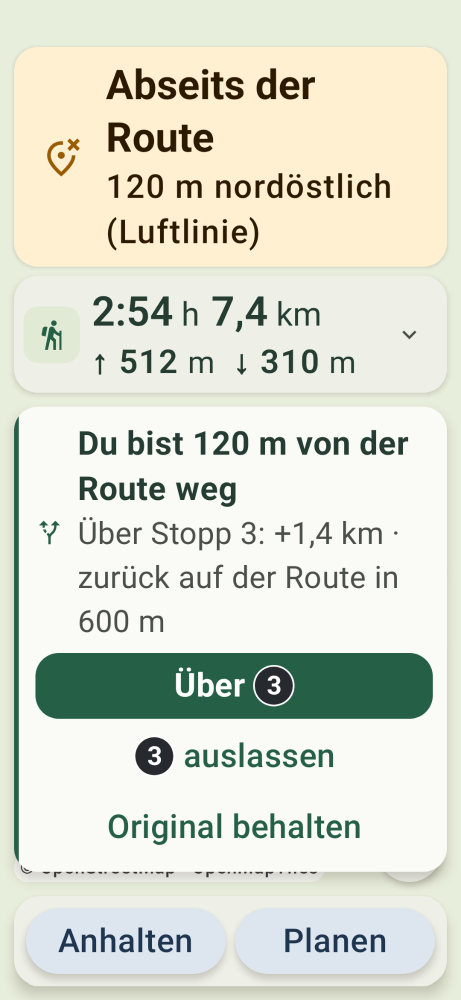 Abseits der
Route
120 m nordöstlich
(Luftlinie)
2:54 h 7,4 km
↑ 512 m ↓ 310 m
Du bist 120 m von der
Route weg
Über Stopp 3: +1,4 km ·
zurück auf der Route in
600 m
Über 3
3 auslassen
Original behalten
Anhalten Planen